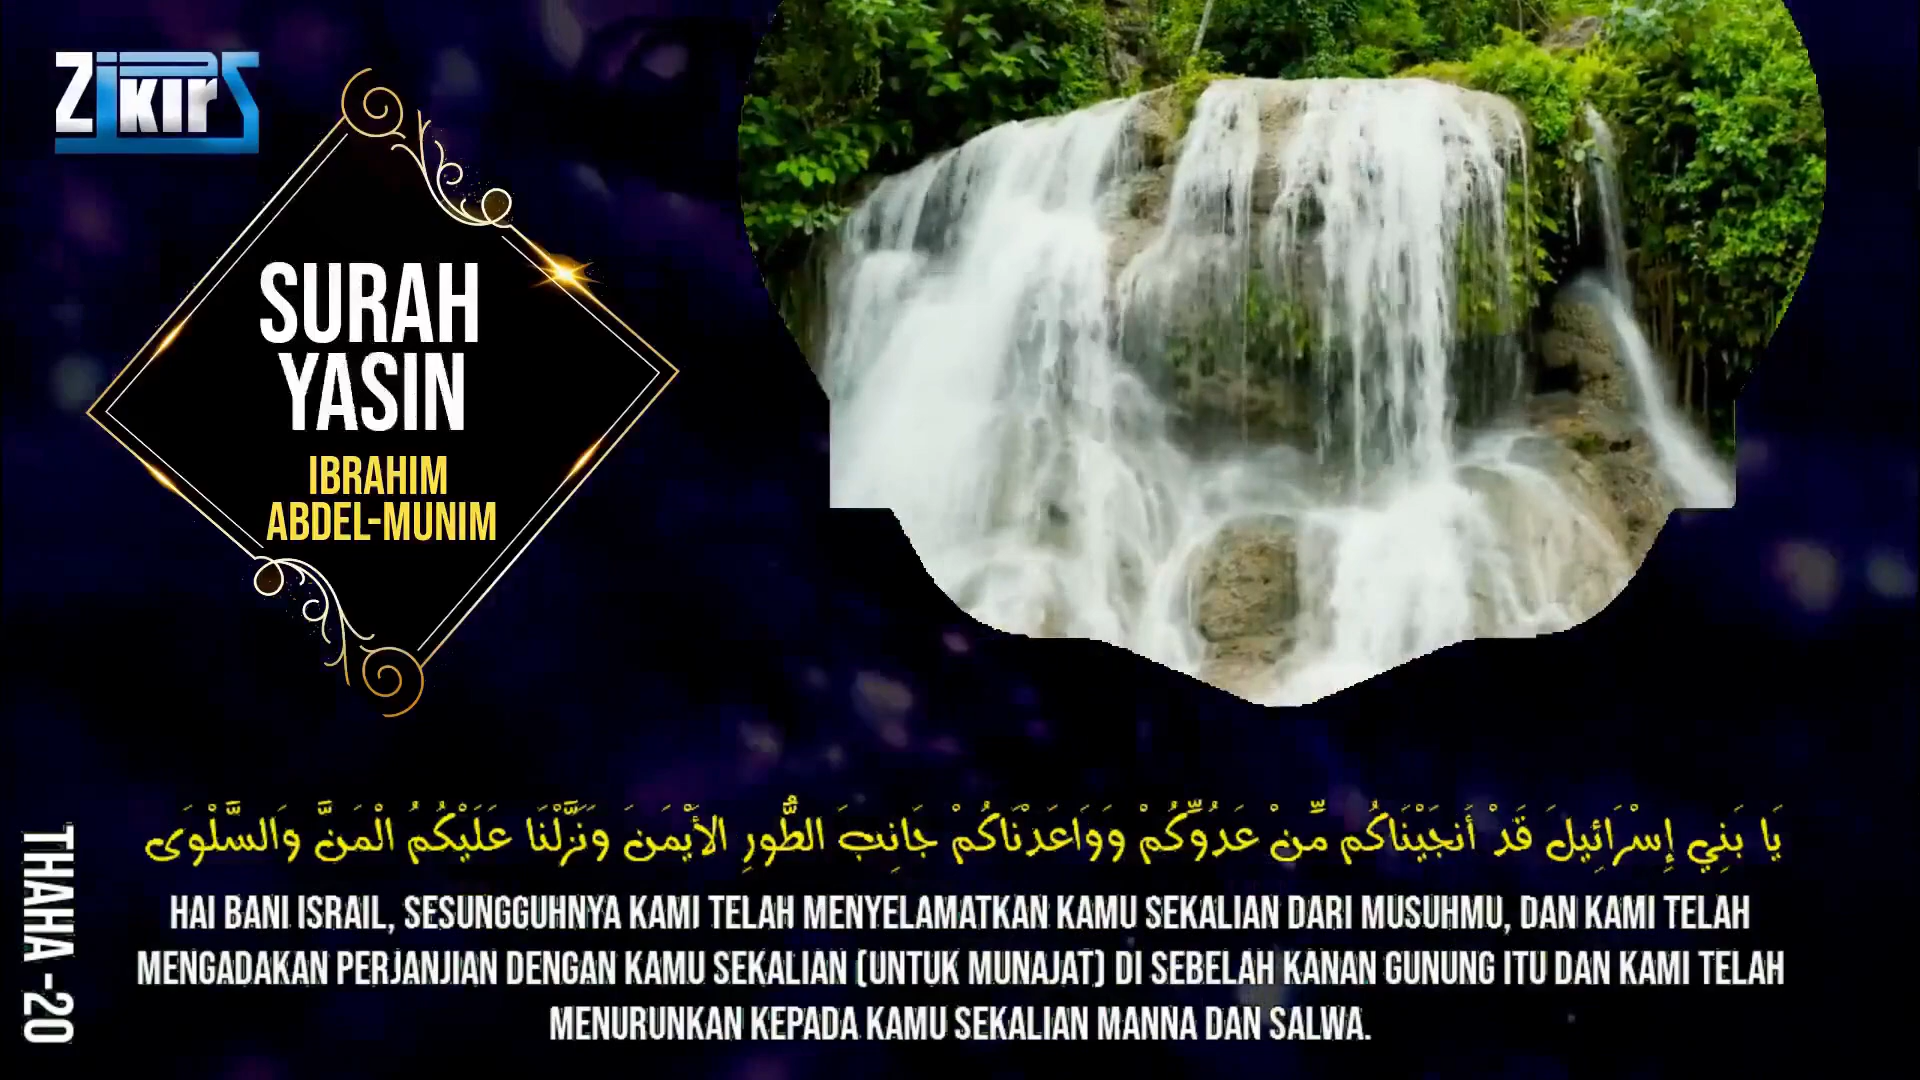 ZikirS
SURAH
YASIN
IBRAHIM
ABDEL-MUNIM
يَا بَنِي إِسْرَائِيلَ قَدْ أَنجَيْنَاكُم مِّنْ عَدُوِّكُمْ وَوَاعَدْنَاكُمْ جَانِبَ الطُّورِ الأَيْمَنَ وَنَزَّلْنَا عَلَيْكُمُ الْمَنَّ وَالسَّلْوَى
HAI BANI ISRAIL, SESUNGGUHNYA KAMI TELAH MENYELAMATKAN KAMU SEKALIAN DARI MUSUHMU, DAN KAMI TELAH
MENGADAKAN PERJANJIAN DENGAN KAMU SEKALIAN (UNTUK MUNAJAT) DI SEBELAH KANAN GUNUNG ITU DAN KAMI TELAH
MENURUNKAN KEPADA KAMU SEKALIAN MANNA DAN SALWA.
THAHA -20